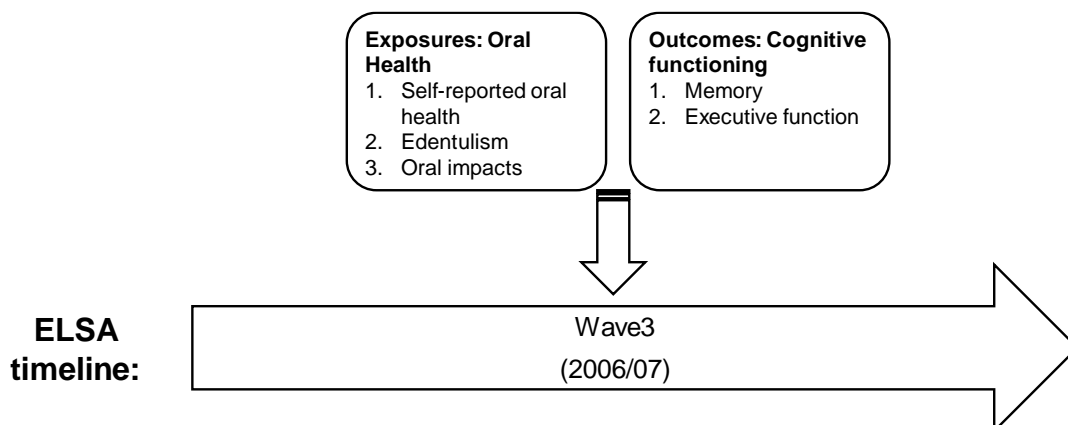 Exposures: Oral
Health
1. Self-reported oral
health
2. Edentulism
3. Oral impacts
Outcomes: Cognitive
functioning
1. Memory
2. Executive function
ELSA
timeline:
Wave3
(2006/07)